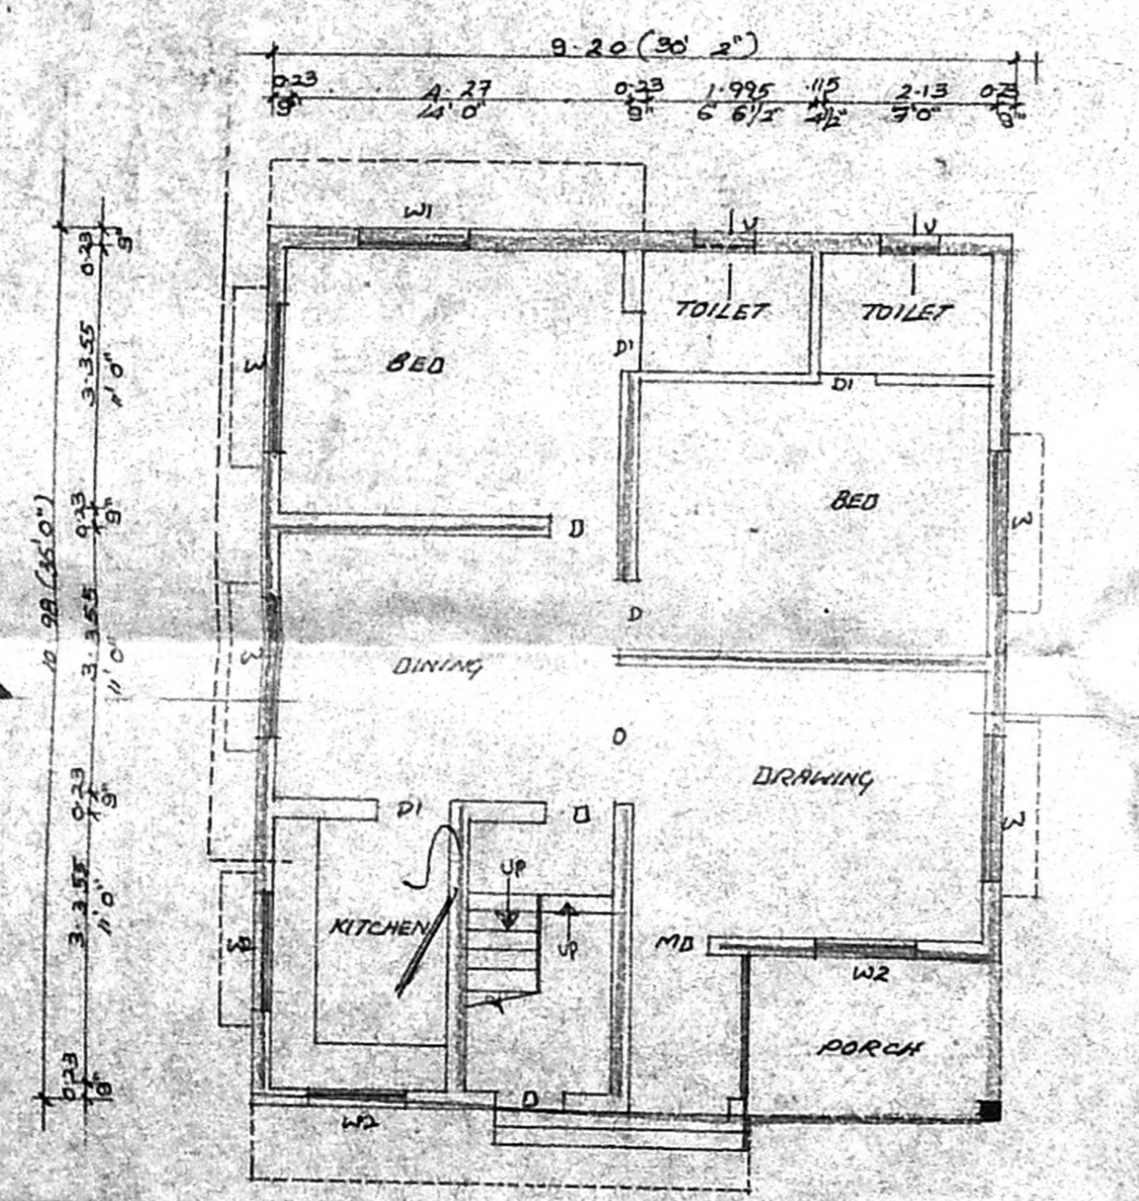 9·20 (30' 2")
0·23 4·27 0·23 1·995 ·115 2·13 0·23
9" 14' 0" 9" 6' 6½" 4½" 7' 0" 9"
W1 V V
0·23
9"
TOILET TOILET
3·355
11' 0"
W BED D1
D1
BED
0·23
9"
D
W
10·98 (36' 0")
3·355
11' 0"
D
W DINING
O
DRAWING
0·23
9"
D1 D
W
UP
3·355
11' 0"
KITCHEN UP MD
W2
PORCH
0·23
9"
D
W2